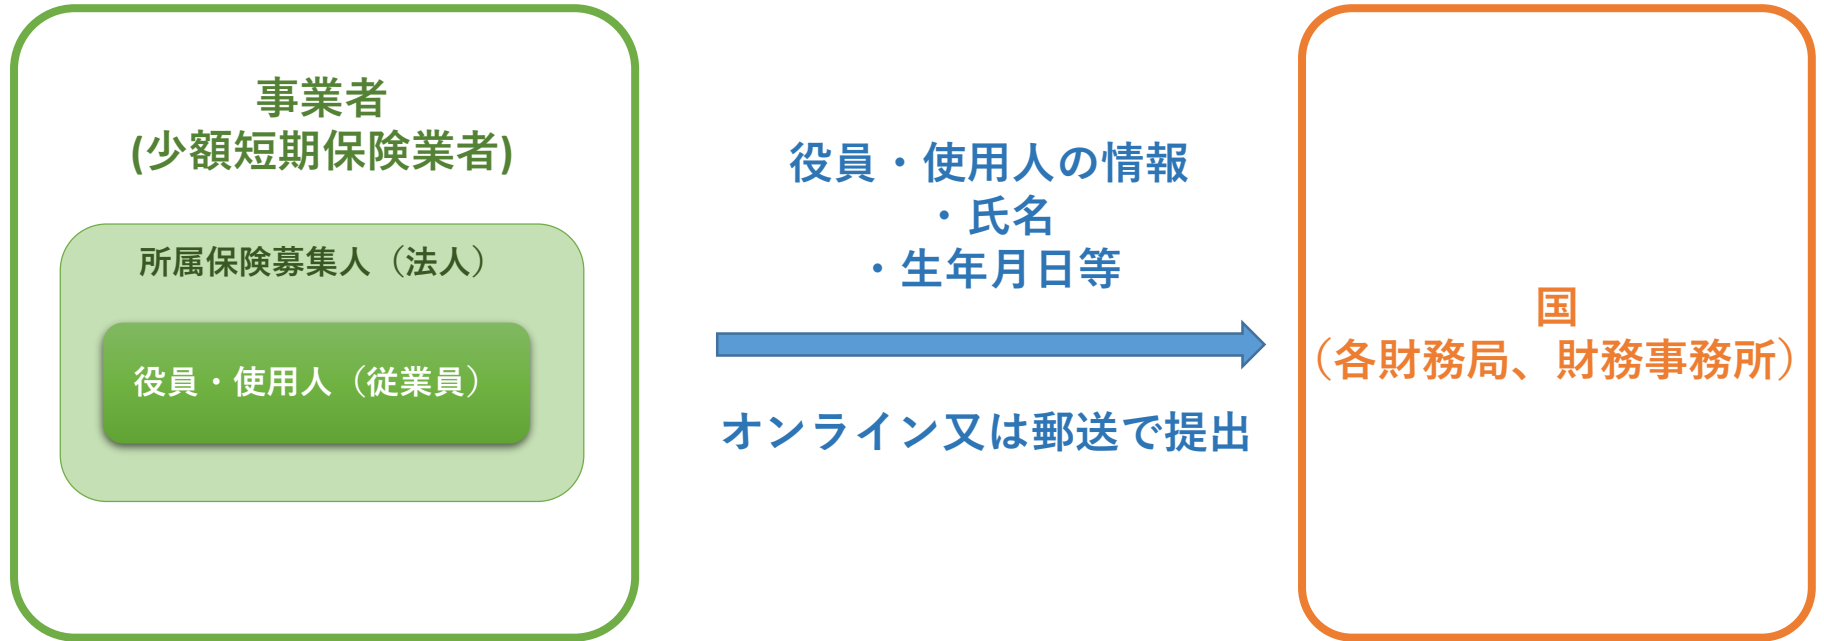 事業者
(少額短期保険業者)
所属保険募集人（法人）
役員・使用人（従業員）
役員・使用人の情報
・氏名
・生年月日等
オンライン又は郵送で提出
国
（各財務局、財務事務所）